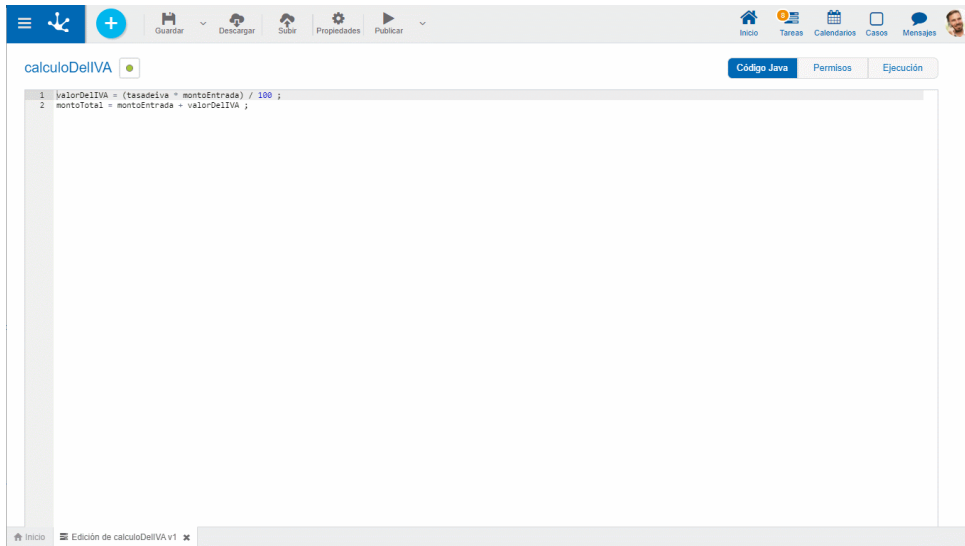 Guardar Descargar Subir Propiedades Publicar
Inicio Tareas Calendarios Casos Mensajes
calculoDelIVA
Código Java Permisos Ejecución
1 valorDelIVA = (tasadeiva * montoEntrada) / 100 ;
2 montoTotal = montoEntrada + valorDelIVA ;
Inicio Edición de calculoDelIVA v1